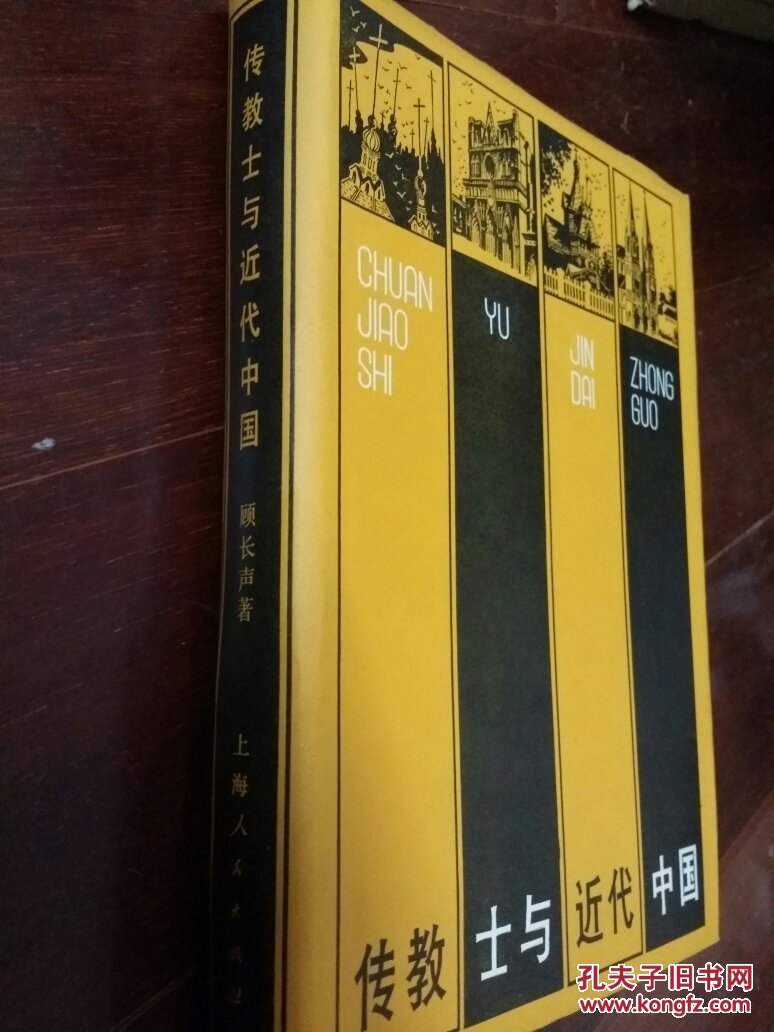 传教士与近代中国
顾长声著
上海人民出版社
CHUAN
JIAO
SHI
YU
JIN
DAI
ZHONG
GUO
传教士与近代中国
孔夫子旧书网
www.kongfz.com